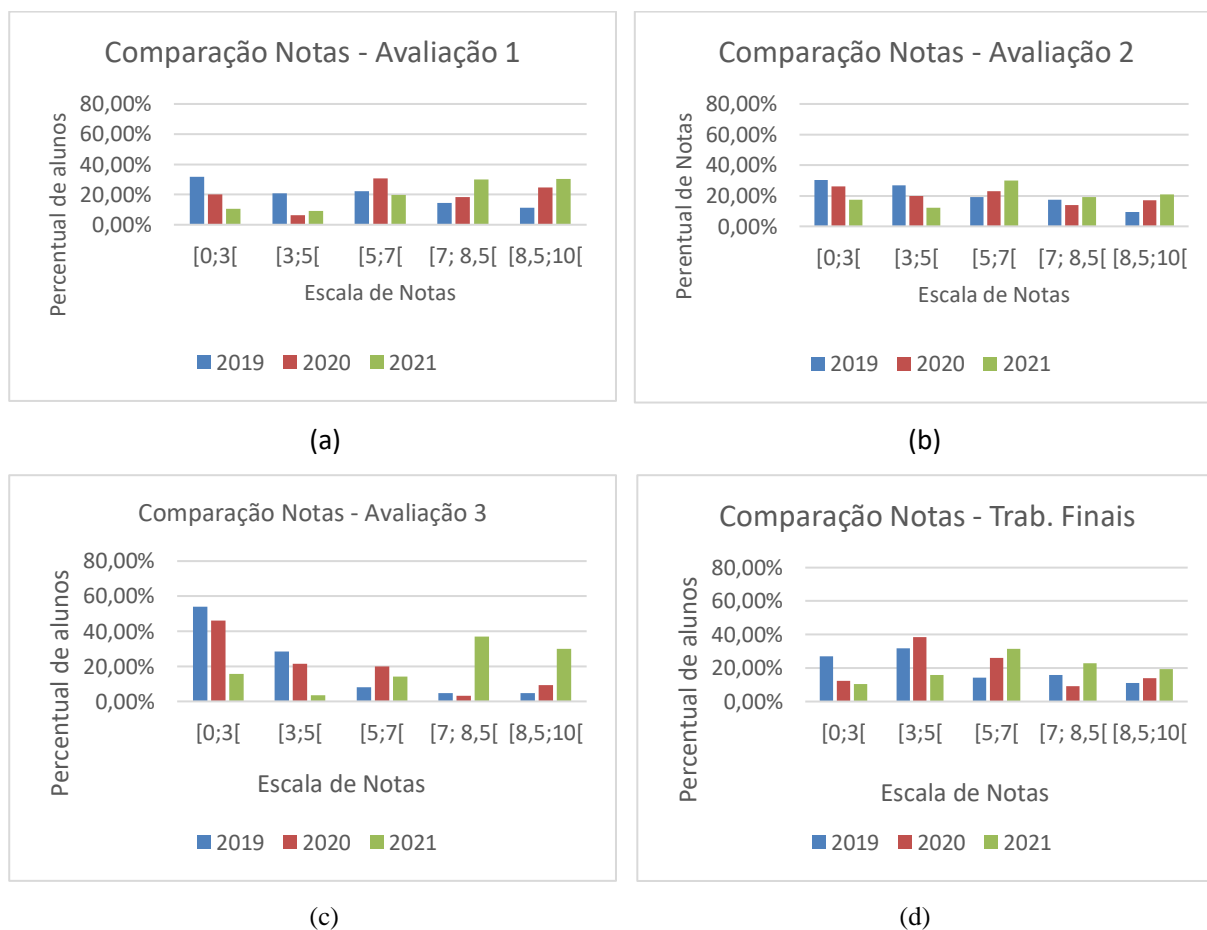 Comparação Notas - Avaliação 1
Percentual de alunos
80,00%
60,00%
40,00%
20,00%
0,00%
[0;3[ [3;5[ [5;7[ [7; 8,5[ [8,5;10[
Escala de Notas
2019 2020 2021
(a)
Comparação Notas - Avaliação 2
Perentual de Notas
80,00%
60,00%
40,00%
20,00%
0,00%
[0;3[ [3;5[ [5;7[ [7; 8,5[ [8,5;10[
Escala de Notas
2019 2020 2021
(b)
Comparação Notas - Avaliação 3
Percentual de alunos
80,00%
60,00%
40,00%
20,00%
0,00%
[0;3[ [3;5[ [5;7[ [7; 8,5[ [8,5;10[
Escala de Notas
2019 2020 2021
(c)
Comparação Notas - Trab. Finais
Percentual de alunos
80,00%
60,00%
40,00%
20,00%
0,00%
[0;3[ [3;5[ [5;7[ [7; 8,5[ [8,5;10[
Escala de Notas
2019 2020 2021
(d)